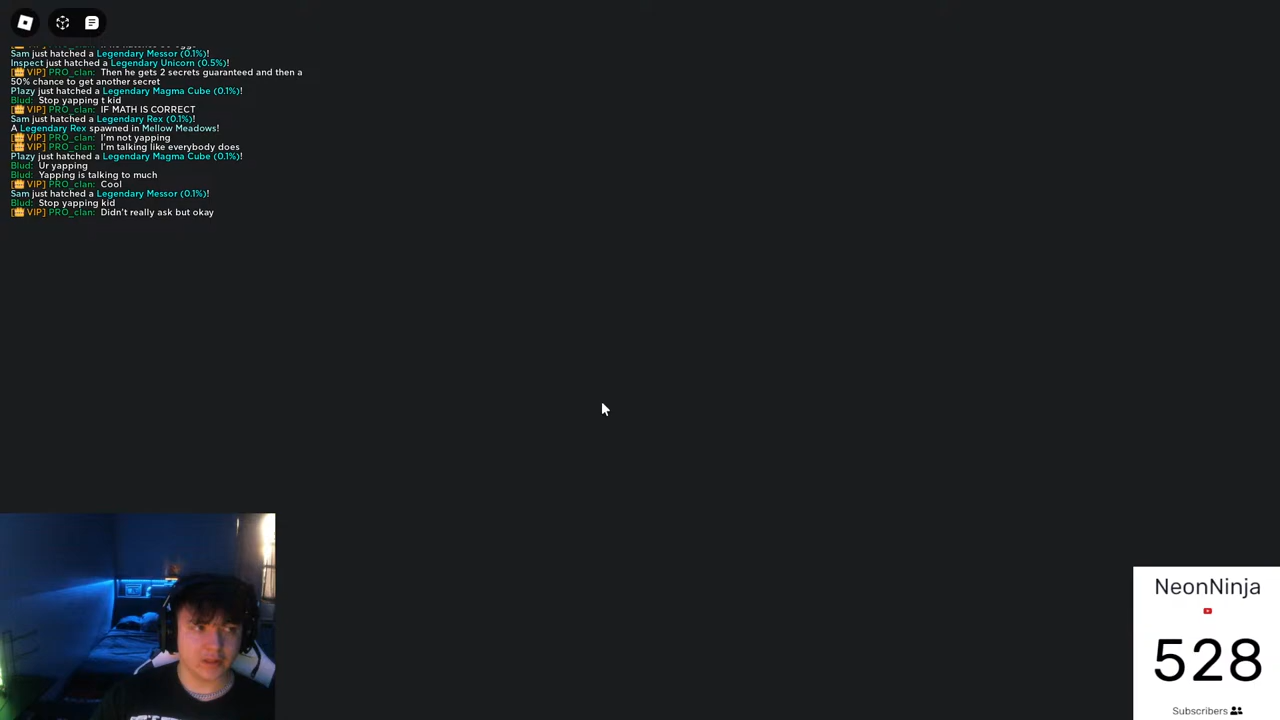 Sam just hatched a Legendary Messor (0.1%)!
Inspect just hatched a Legendary Unicorn (0.5%)!
[VIP] PRO_clan: Then he gets 2 secrets guaranteed and then a
50% chance to get another secret
P1azy just hatched a Legendary Magma Cube (0.1%)!
Blud: Stop yapping t kid
[VIP] PRO_clan: IF MATH IS CORRECT
Sam just hatched a Legendary Rex (0.1%)!
A Legendary Rex spawned in Mellow Meadows!
[VIP] PRO_clan: I'm not yapping
[VIP] PRO_clan: I'm talking like everybody does
P1azy just hatched a Legendary Magma Cube (0.1%)!
Blud: Ur yapping
Blud: Yapping is talking to much
[VIP] PRO_clan: Cool
Sam just hatched a Legendary Messor (0.1%)!
Blud: Stop yapping kid
[VIP] PRO_clan: Didn't really ask but okay
NeonNinja
528
Subscribers